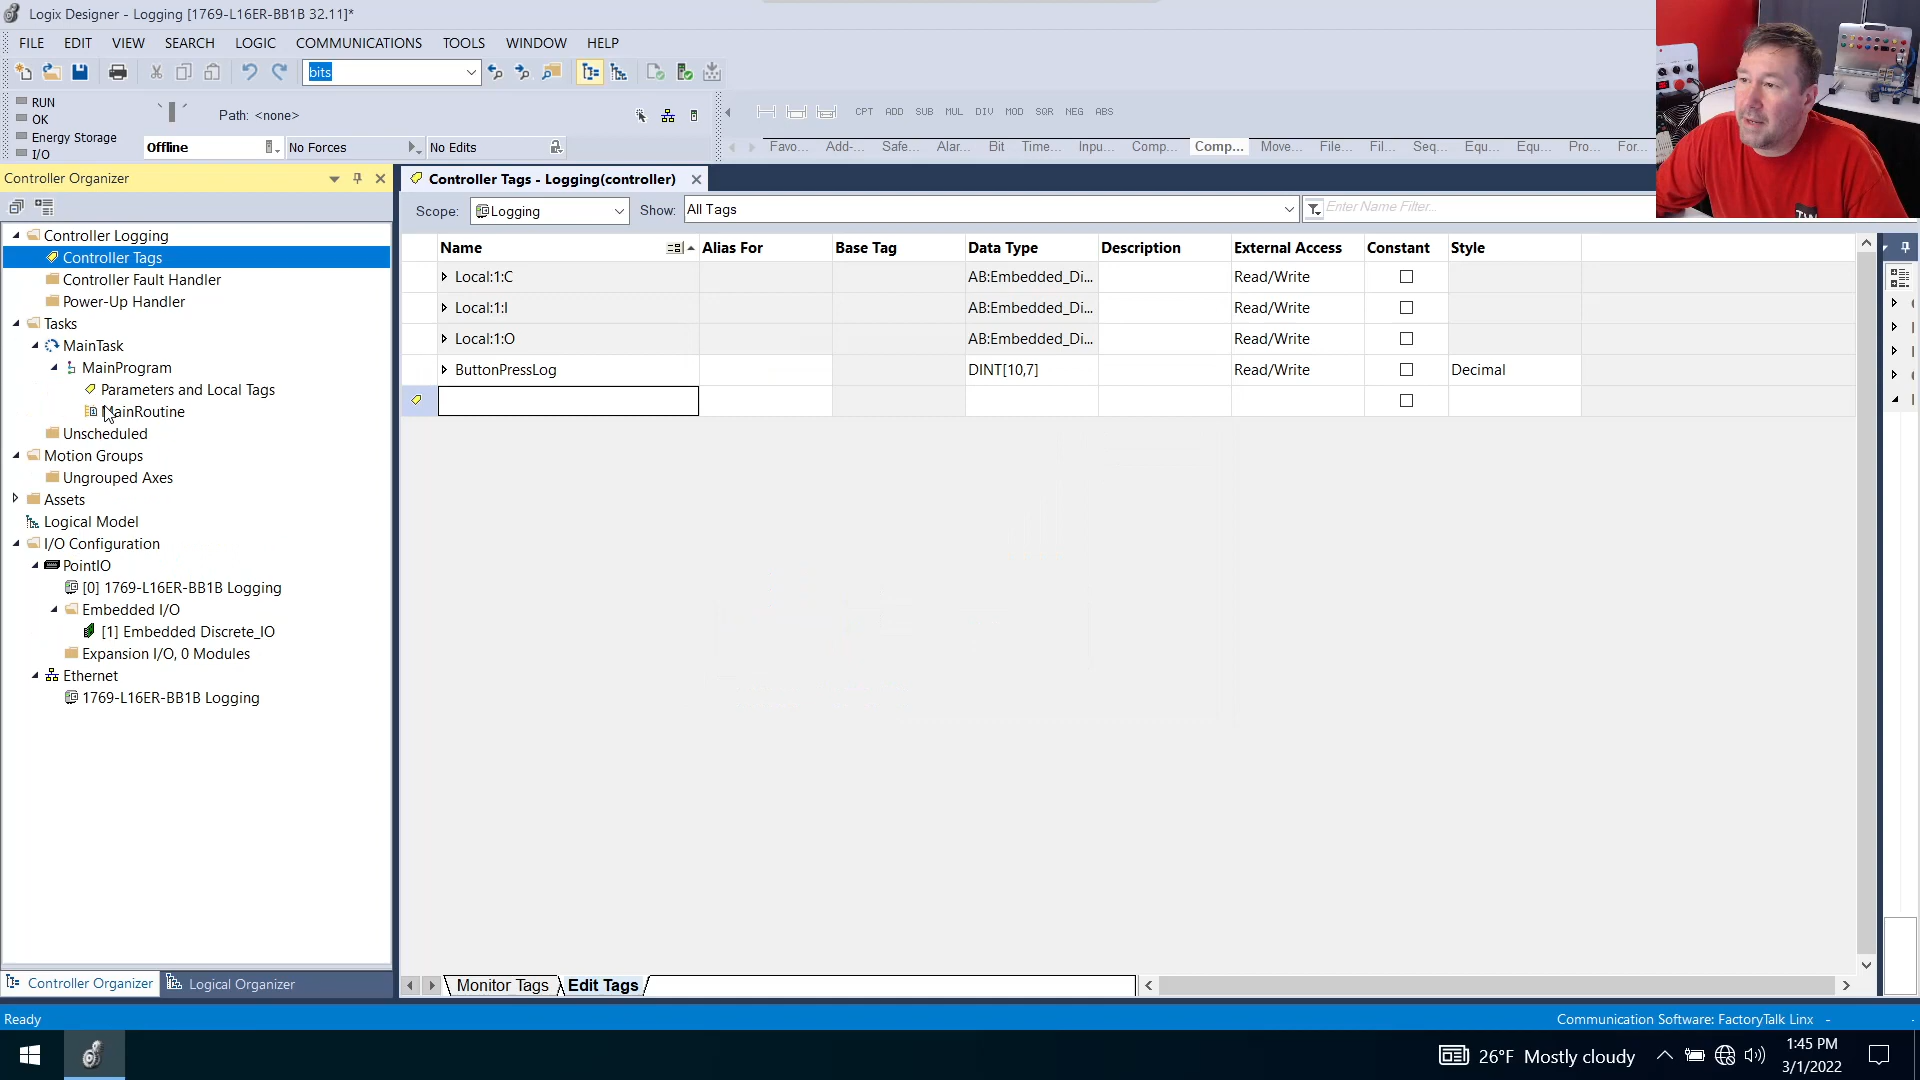 Logix Designer - Logging [1769-L16ER-BB1B 32.11]*
FILE EDIT VIEW SEARCH LOGIC COMMUNICATIONS TOOLS WINDOW HELP
bits
RUN
OK
Energy Storage
I/O
Path: <none>
Offline
No Forces
No Edits
CPT ADD SUB MUL DIV MOD SQR NEG ABS
Favo... Add-... Safe... Alar... Bit Time... Inpu... Comp... Comp... Move... File... Fil... Seq... Equ... Equ... Pro... For...
Controller Organizer
Controller Logging
Controller Tags
Controller Fault Handler
Power-Up Handler
Tasks
MainTask
MainProgram
Parameters and Local Tags
MainRoutine
Unscheduled
Motion Groups
Ungrouped Axes
Assets
Logical Model
I/O Configuration
PointIO
[0] 1769-L16ER-BB1B Logging
Embedded I/O
[1] Embedded Discrete_IO
Expansion I/O, 0 Modules
Ethernet
1769-L16ER-BB1B Logging
Controller Organizer
Logical Organizer
Controller Tags - Logging(controller)
Scope: Logging Show: All Tags Enter Name Filter...
Name Alias For Base Tag Data Type Description External Access Constant Style
Local:1:C AB:Embedded_Di... Read/Write
Local:1:I AB:Embedded_Di... Read/Write
Local:1:O AB:Embedded_Di... Read/Write
ButtonPressLog DINT[10,7] Read/Write Decimal
Monitor Tags Edit Tags
Ready
Communication Software: FactoryTalk Linx
26°F Mostly cloudy
1:45 PM
3/1/2022